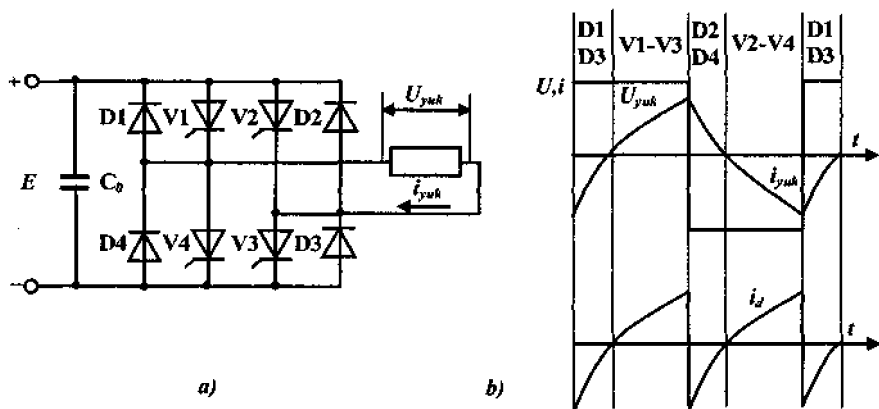 +
D1 V1 V2 D2
U_yuk
E C₀
i_yuk
D4 V4 V3 D3
−
a)
b)
D1 V1-V3 D2 V2-V4 D1
D3 D4 D3
U,i
U_yuk
t
i_yuk
i_d
t